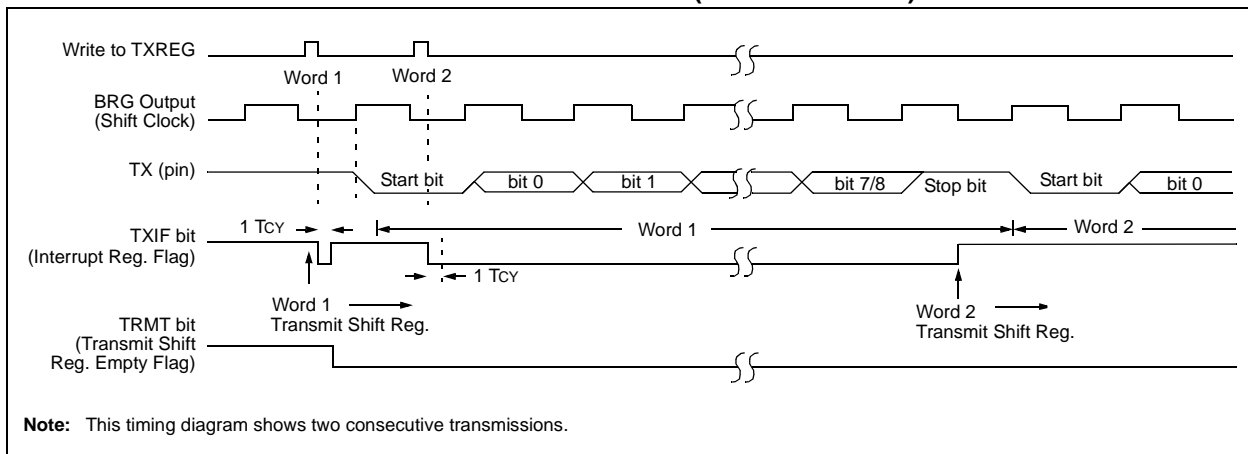 Write to TXREG
Word 1
Word 2
BRG Output
(Shift Clock)
TX (pin)
Start bit
bit 0
bit 1
bit 7/8
Stop bit
Start bit
bit 0
1 TCY
Word 1
Word 2
TXIF bit
(Interrupt Reg. Flag)
1 TCY
Word 1
Transmit Shift Reg.
Word 2
Transmit Shift Reg.
TRMT bit
(Transmit Shift
Reg. Empty Flag)
Note: This timing diagram shows two consecutive transmissions.